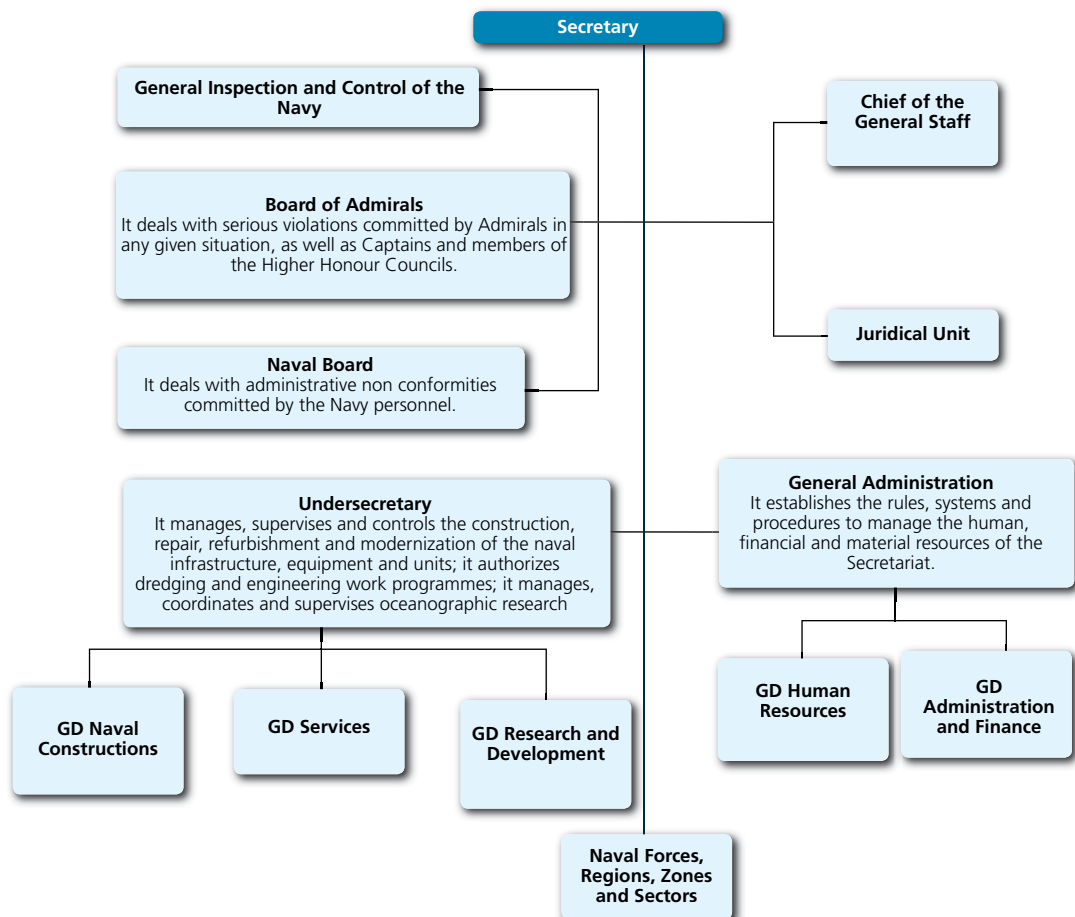 Secretary
General Inspection and Control of the
Navy
Chief of the
General Staff
Board of Admirals
It deals with serious violations committed by Admirals in
any given situation, as well as Captains and members of
the Higher Honour Councils.
Juridical Unit
Naval Board
It deals with administrative non conformities
committed by the Navy personnel.
Undersecretary
It manages, supervises and controls the construction,
repair, refurbishment and modernization of the naval
infrastructure, equipment and units; it authorizes
dredging and engineering work programmes; it manages,
coordinates and supervises oceanographic research
General Administration
It establishes the rules, systems and
procedures to manage the human,
financial and material resources of the
Secretariat.
GD Naval
Constructions
GD Services
GD Research and
Development
GD Human
Resources
GD
Administration
and Finance
Naval Forces,
Regions, Zones
and Sectors